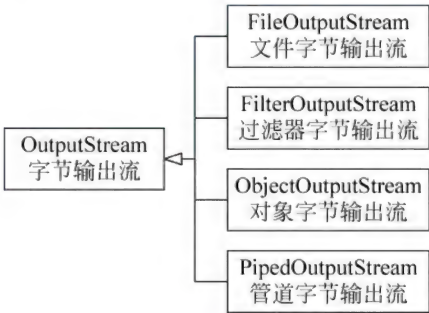 FileOutputStream
文件字节输出流
FilterOutputStream
过滤器字节输出流
OutputStream
字节输出流
ObjectOutputStream
对象字节输出流
PipedOutputStream
管道字节输出流